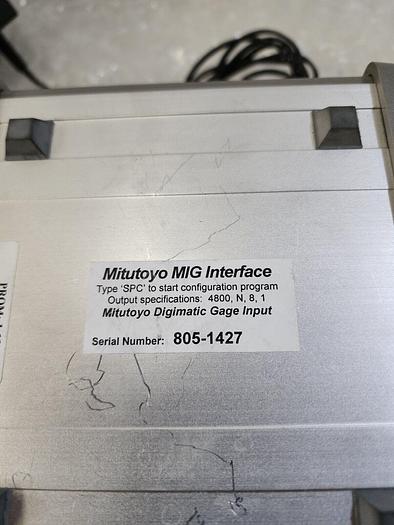 Mitutoyo MIG Interface
Type 'SPC' to start configuration program
Output specifications: 4800, N, 8, 1
Mitutoyo Digimatic Gage Input
Serial Number: 805-1427